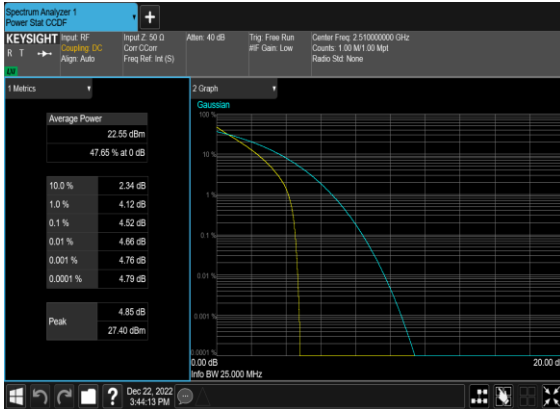 Spectrum Analyzer 1
Power Stat CCDF
KEYSIGHT
R T
Input: RF
Coupling: DC
Align: Auto
Input Z: 50 Ω
Corr CCorr
Freq Ref: Int (S)
Atten: 40 dB
Trig: Free Run
#IF Gain: Low
Center Freq: 2.510000000 GHz
Counts: 1.00 M/1.00 Mpt
Radio Std: None
1 Metrics
Average Power
22.55 dBm
47.65 % at 0 dB
10.0 % 2.34 dB
1.0 % 4.12 dB
0.1 % 4.52 dB
0.01 % 4.66 dB
0.001 % 4.76 dB
0.0001 % 4.79 dB
Peak
4.85 dB
27.40 dBm
2 Graph
Gaussian
100 %
10 %
1 %
0.1 %
0.01 %
0.001 %
0.0001 %
0.00 dB
20.00 d
Info BW 25.000 MHz
Dec 22, 2022
3:44:13 PM